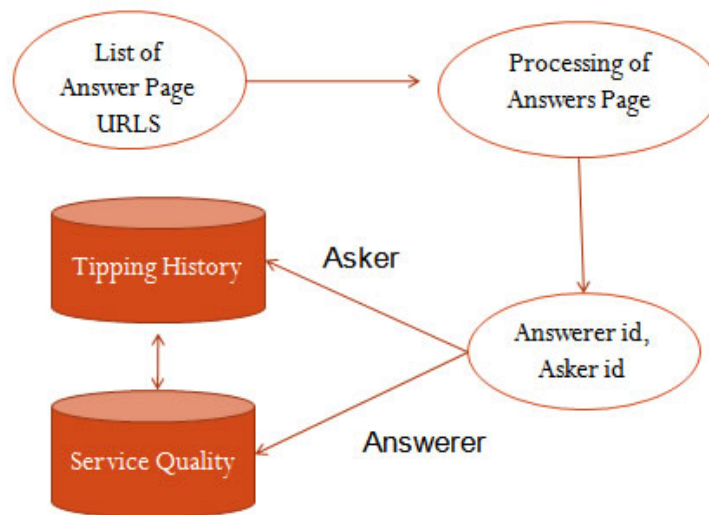 List of
Answer Page
URLS
Processing of
Answers Page
Tipping History
Asker
Answerer id,
Asker id
Answerer
Service Quality